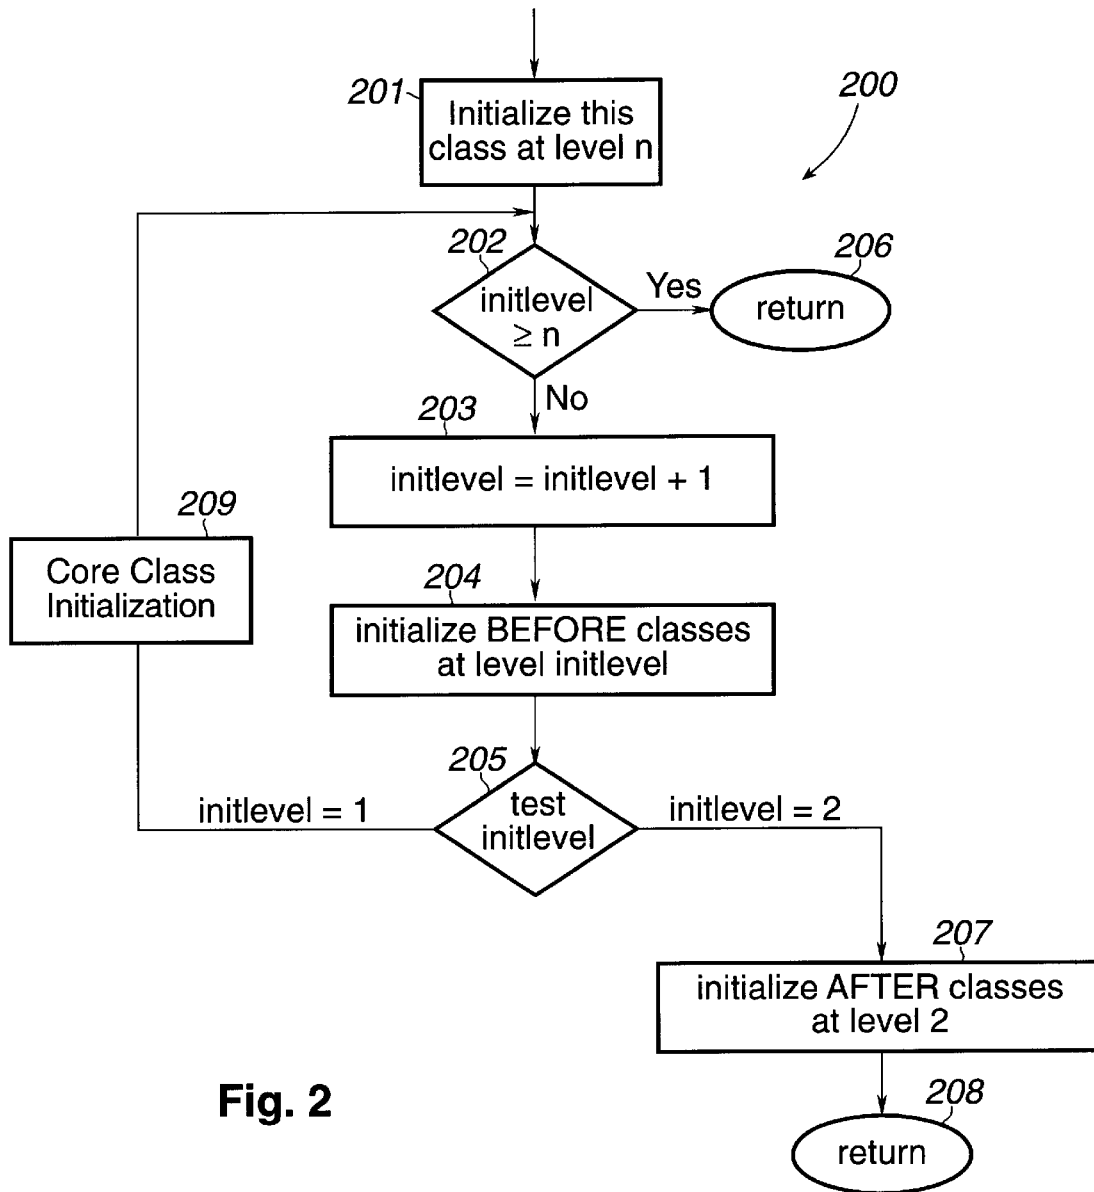 201
Initialize this
class at level n
200
202
initlevel
≥ n
Yes
206
return
No
203
initlevel = initlevel + 1
209
Core Class
Initialization
204
initialize BEFORE classes
at level initlevel
205
test
initlevel
initlevel = 1
initlevel = 2
207
initialize AFTER classes
at level 2
208
return
Fig. 2